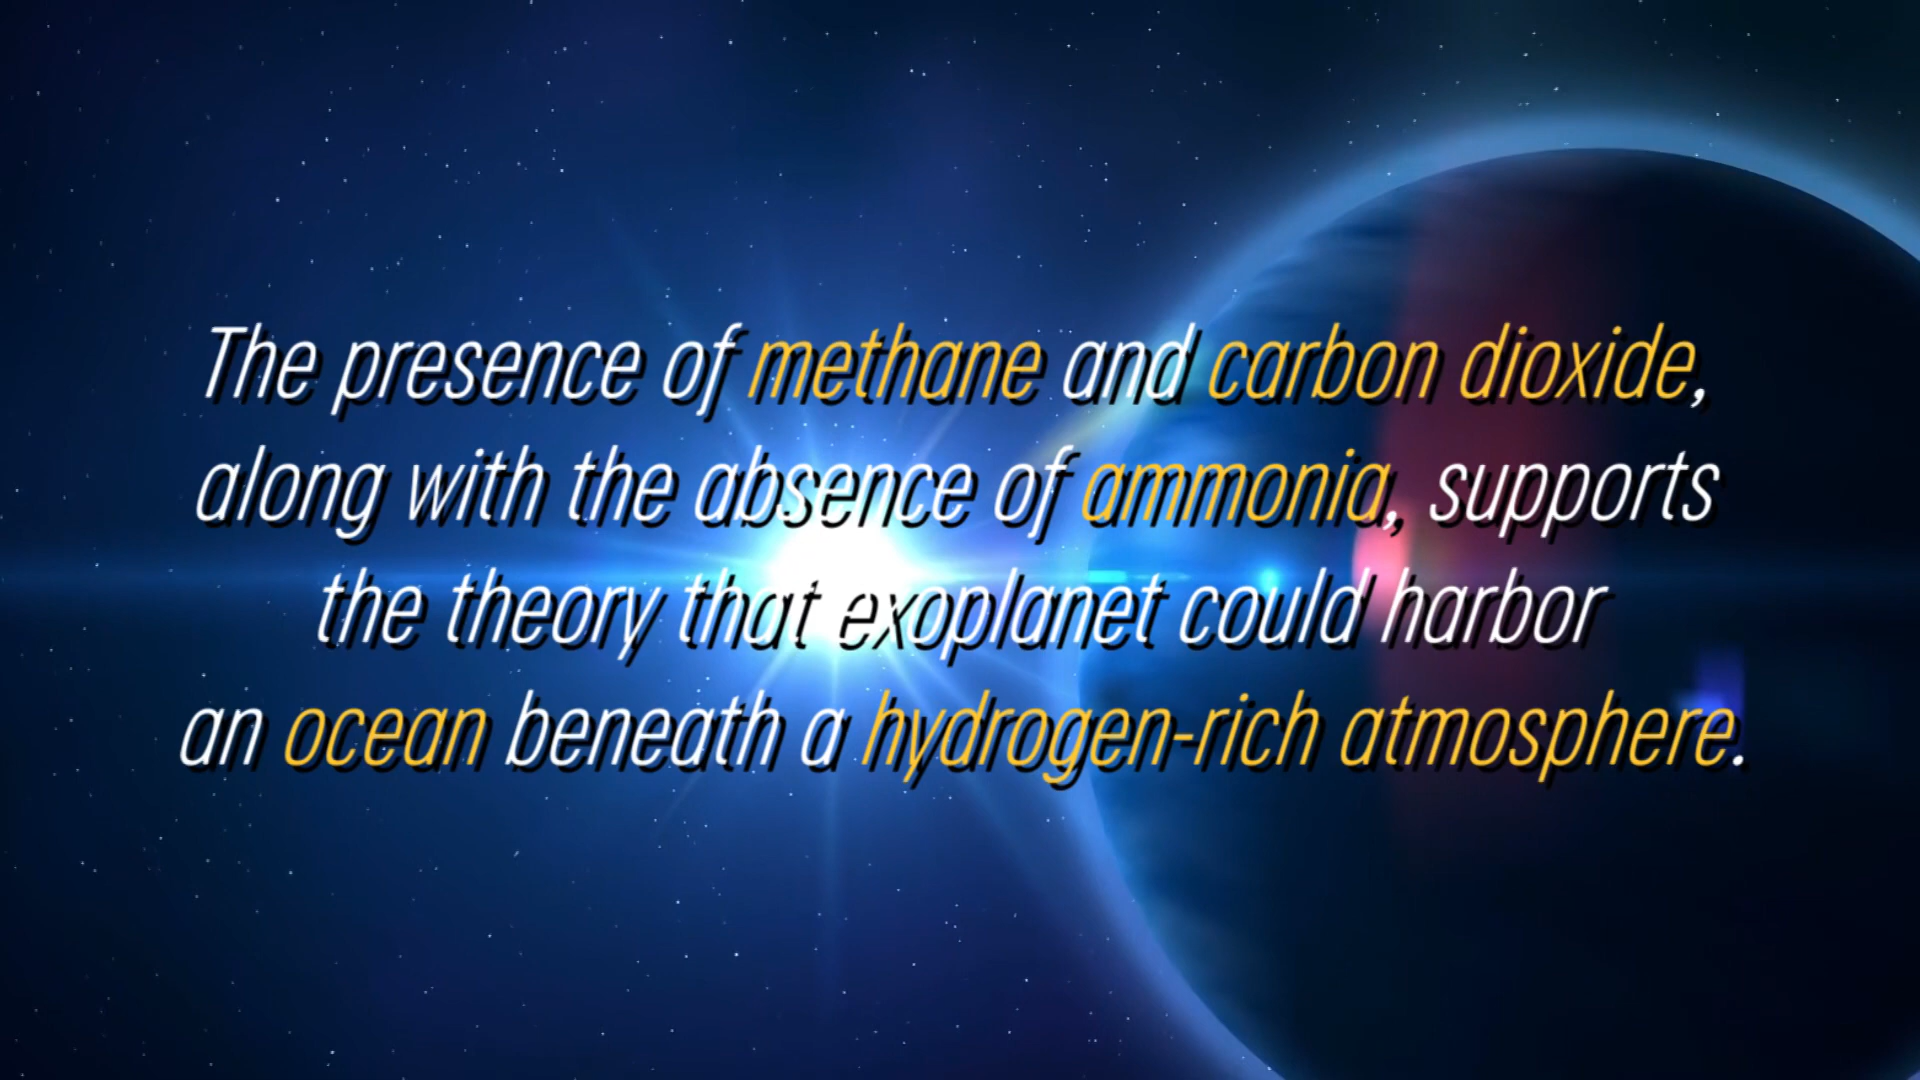 The presence of methane and carbon dioxide,
along with the absence of ammonia, supports
the theory that exoplanet could harbor
an ocean beneath a hydrogen-rich atmosphere.